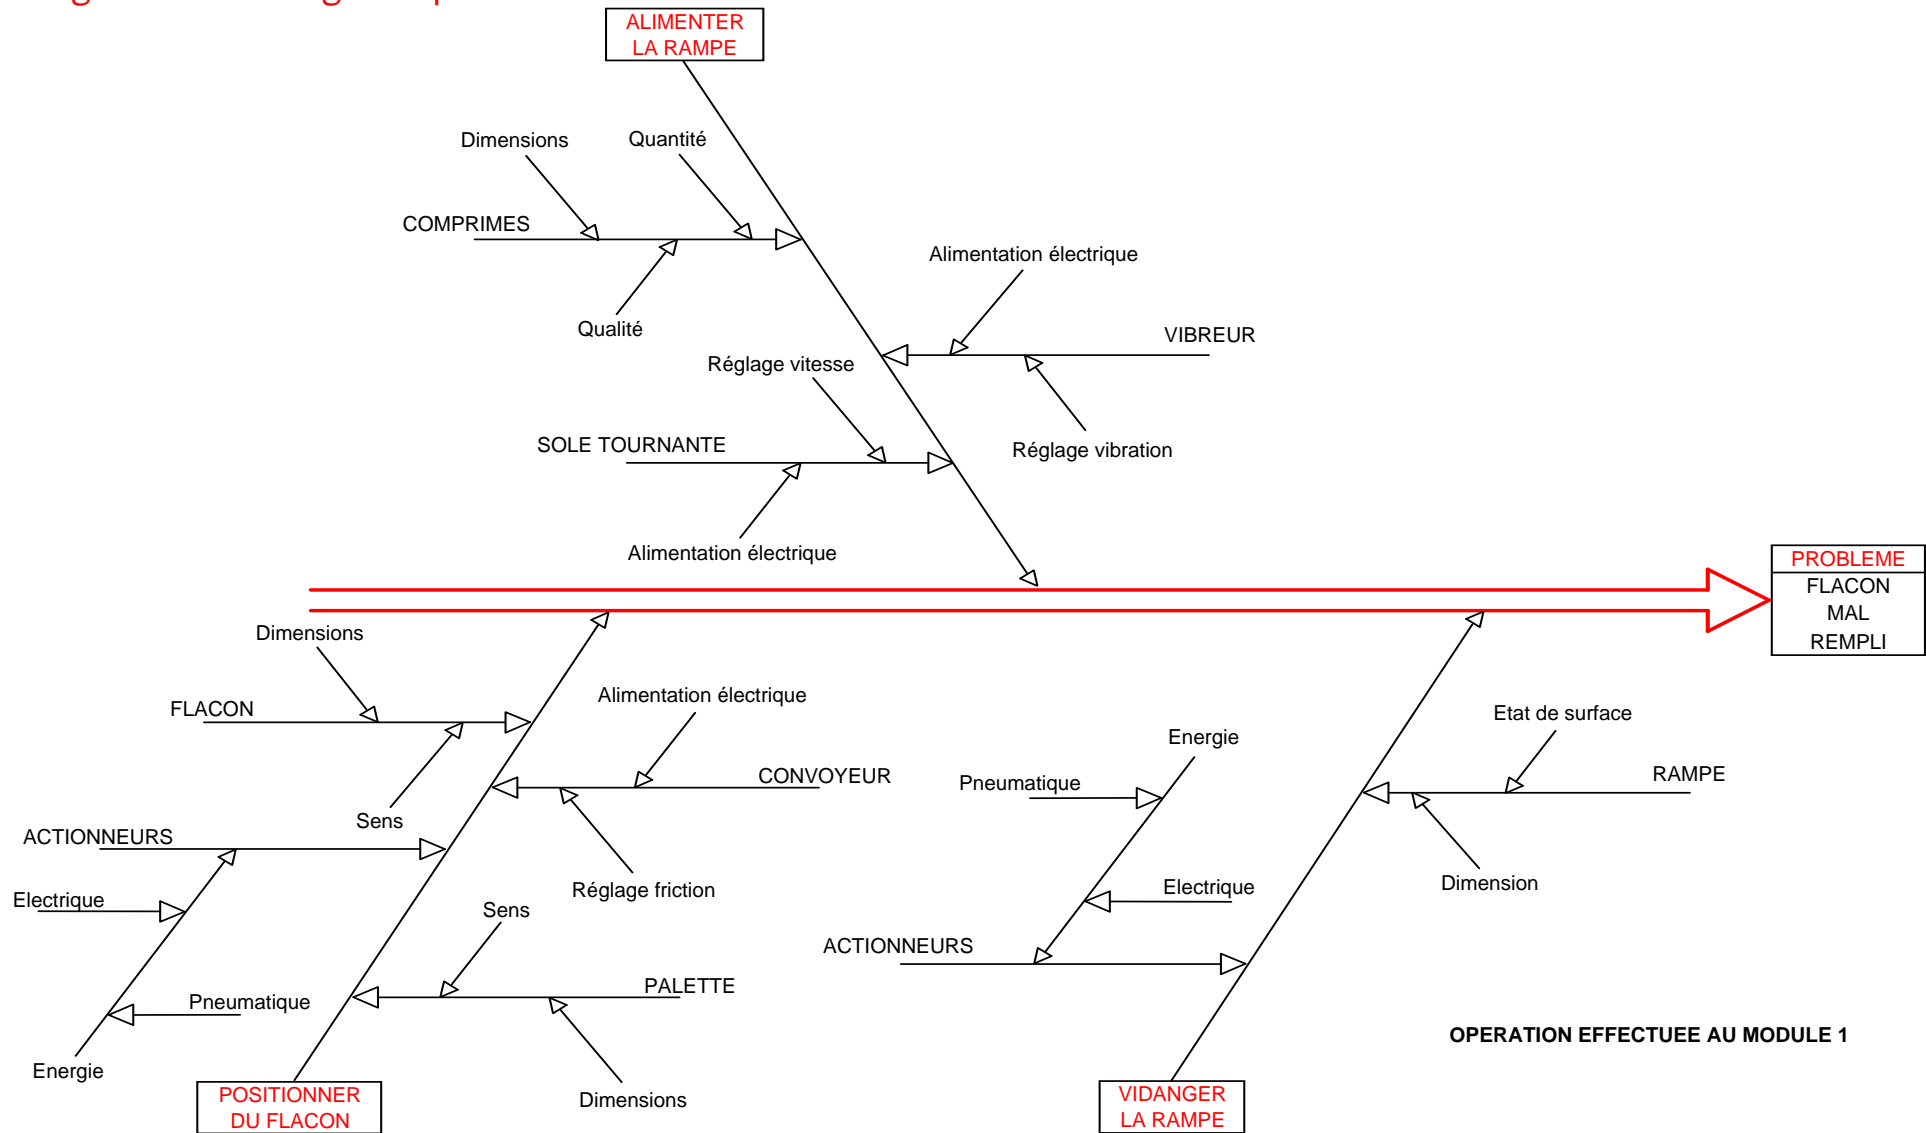 ALIMENTER
LA RAMPE
Dimensions
Quantité
COMPRIMES
Alimentation électrique
Qualité
VIBREUR
Réglage vitesse
SOLE TOURNANTE
Réglage vibration
Alimentation électrique
PROBLEME
FLACON
MAL
REMPLI
Dimensions
FLACON
Alimentation électrique
Etat de surface
Energie
CONVOYEUR
RAMPE
Pneumatique
Sens
ACTIONNEURS
Réglage friction
Dimension
Electrique
Electrique
Sens
ACTIONNEURS
PALETTE
Pneumatique
OPERATION EFFECTUEE AU MODULE 1
Energie
Dimensions
POSITIONNER
DU FLACON
VIDANGER
LA RAMPE